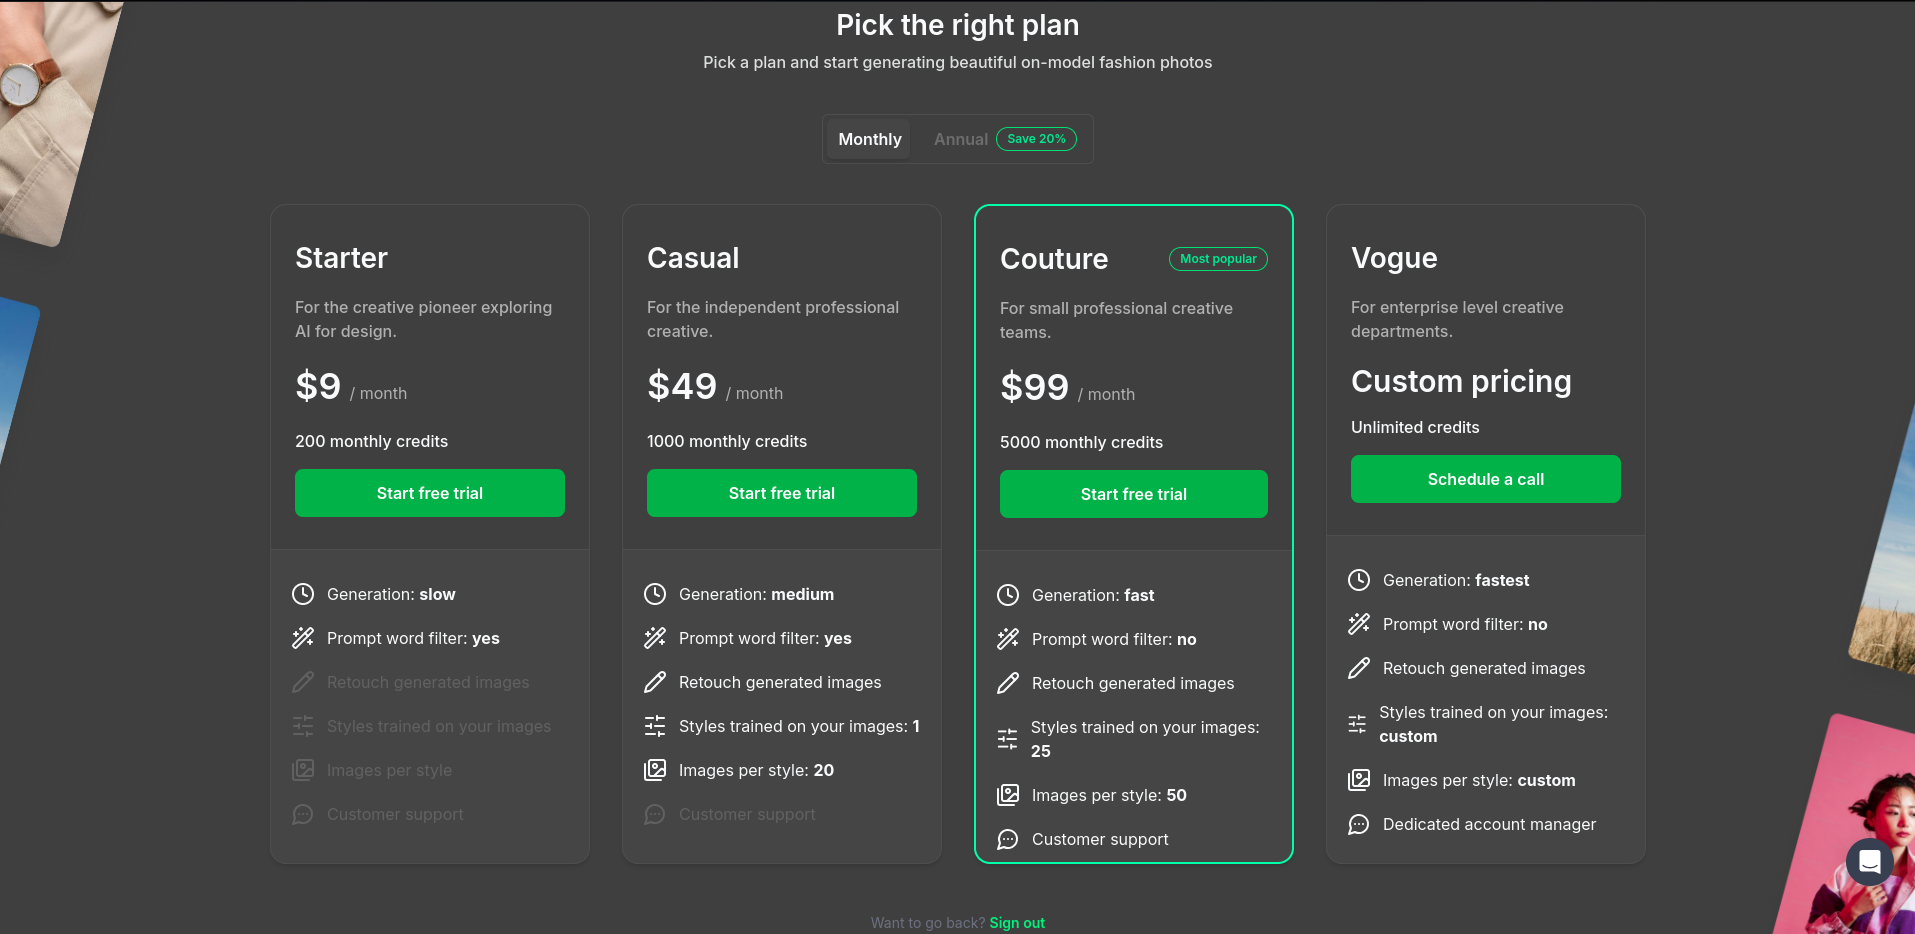 Pick the right plan
Pick a plan and start generating beautiful on-model fashion photos
Monthly
Annual
Save 20%
Starter
For the creative pioneer exploring
AI for design.
$9 / month
200 monthly credits
Start free trial
Generation: slow
Prompt word filter: yes
Retouch generated images
Styles trained on your images
Images per style
Customer support
Casual
For the independent professional
creative.
$49 / month
1000 monthly credits
Start free trial
Generation: medium
Prompt word filter: yes
Retouch generated images
Styles trained on your images: 1
Images per style: 20
Customer support
Couture
Most popular
For small professional creative
teams.
$99 / month
5000 monthly credits
Start free trial
Generation: fast
Prompt word filter: no
Retouch generated images
Styles trained on your images:
25
Images per style: 50
Customer support
Vogue
For enterprise level creative
departments.
Custom pricing
Unlimited credits
Schedule a call
Generation: fastest
Prompt word filter: no
Retouch generated images
Styles trained on your images:
custom
Images per style: custom
Dedicated account manager
Want to go back? Sign out